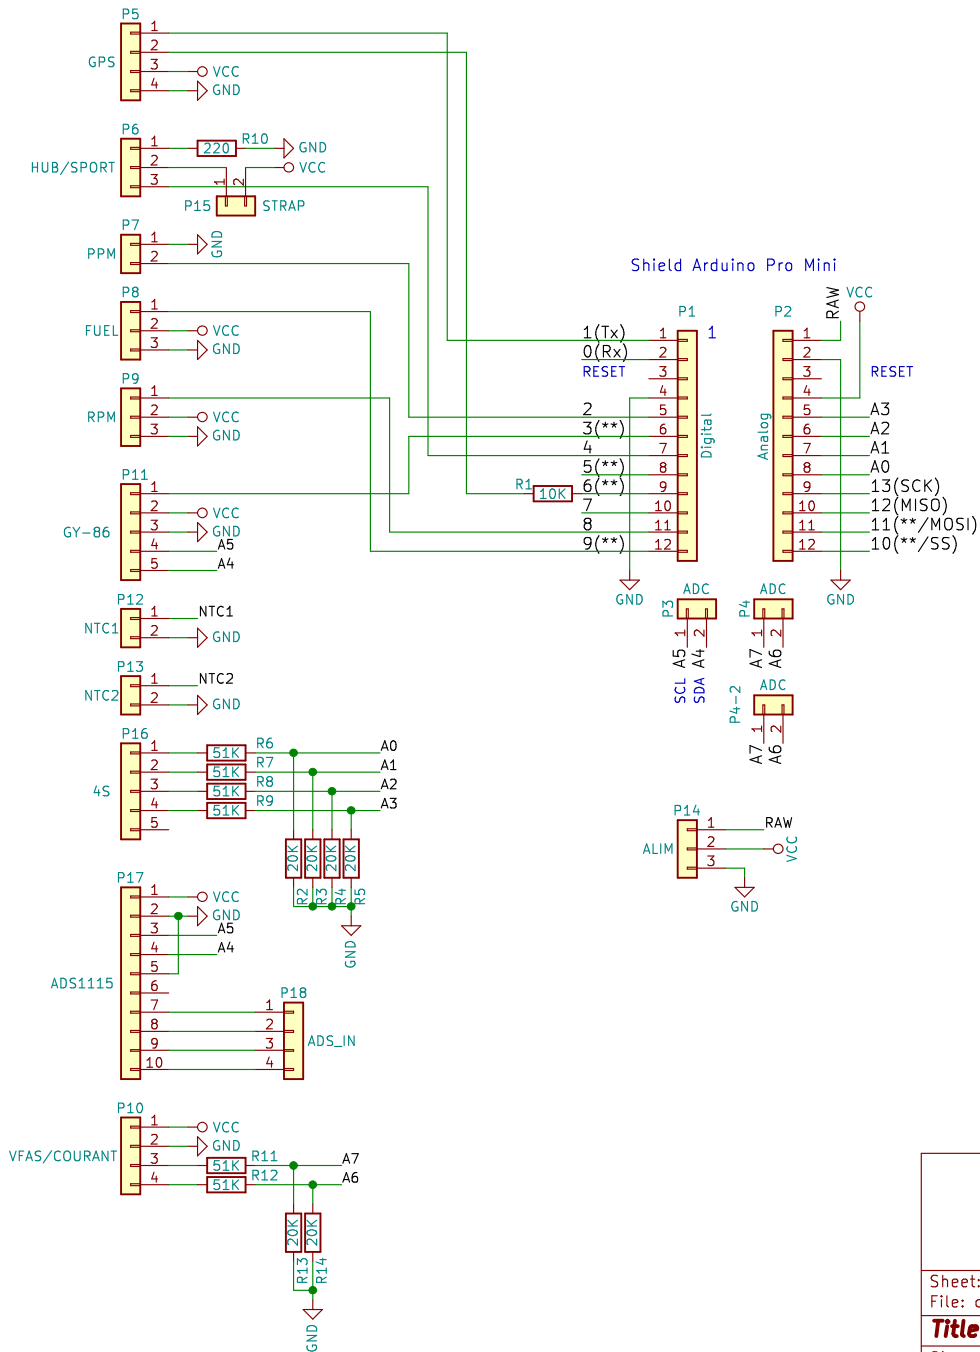 P5
GPS
1
2
3
4
VCC
GND
P6
HUB/SPORT
1
2
3
220
R10
GND
VCC
1
2
P15
STRAP
P7
PPM
1
2
GND
P8
FUEL
1
2
3
VCC
GND
P9
RPM
1
2
3
VCC
GND
P11
GY-86
1
2
3
4
5
VCC
GND
A5
A4
P12
NTC1
1
2
NTC1
GND
P13
NTC2
1
2
NTC2
GND
P16
4S
1
2
3
4
5
51K
51K
51K
51K
R6
R7
R8
R9
A0
A1
A2
A3
20K
20K
20K
20K
R2
R3
R4
R5
GND
P17
ADS1115
1
2
3
4
5
6
7
8
9
10
VCC
GND
A5
A4
P18
ADS_IN
1
2
3
4
P10
VFAS/COURANT
1
2
3
4
VCC
GND
51K
51K
R11
R12
A7
A6
20K
20K
R13
R14
GND
Shield Arduino Pro Mini
P1
1
Digital
1(Tx)
0(Rx)
RESET
2
3(**)
4
5(**)
6(**)
7
8
9(**)
1
2
3
4
5
6
7
8
9
10
11
12
R1
10K
GND
P2
Analog
RAW
VCC
1
2
3
4
5
6
7
8
9
10
11
12
RESET
A3
A2
A1
A0
13(SCK)
12(MISO)
11(**/MOSI)
10(**/SS)
GND
P3
ADC
1
2
A5
A4
SCL
SDA
P4
ADC
1
2
A7
A6
P4-2
ADC
1
2
A7
A6
P14
ALIM
1
2
3
RAW
VCC
GND
Sheet:
File:
Title